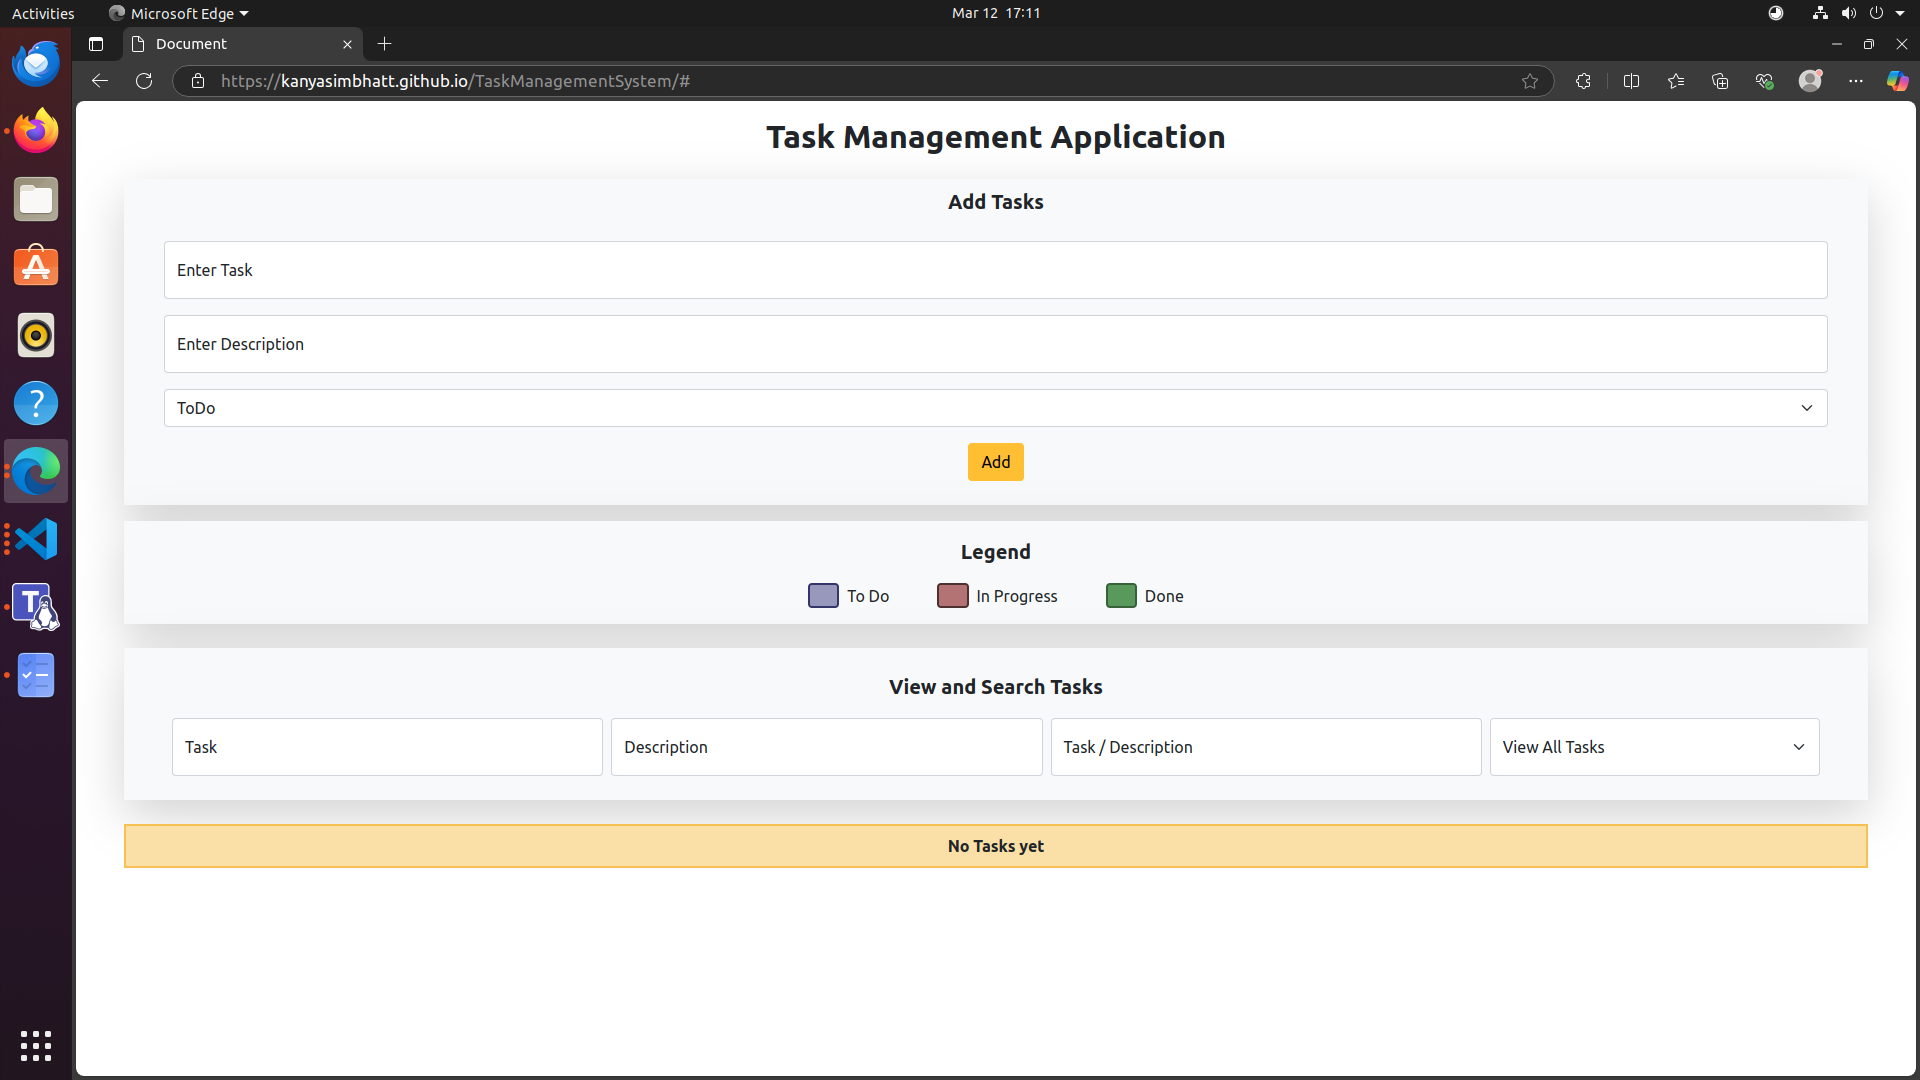 Activities
Microsoft Edge
Mar 12 17:11
Document
https://kanyasimbhatt.github.io/TaskManagementSystem/#
Task Management Application
Add Tasks
Enter Task
Enter Description
ToDo
Add
Legend
To Do
In Progress
Done
View and Search Tasks
Task
Description
Task / Description
View All Tasks
No Tasks yet